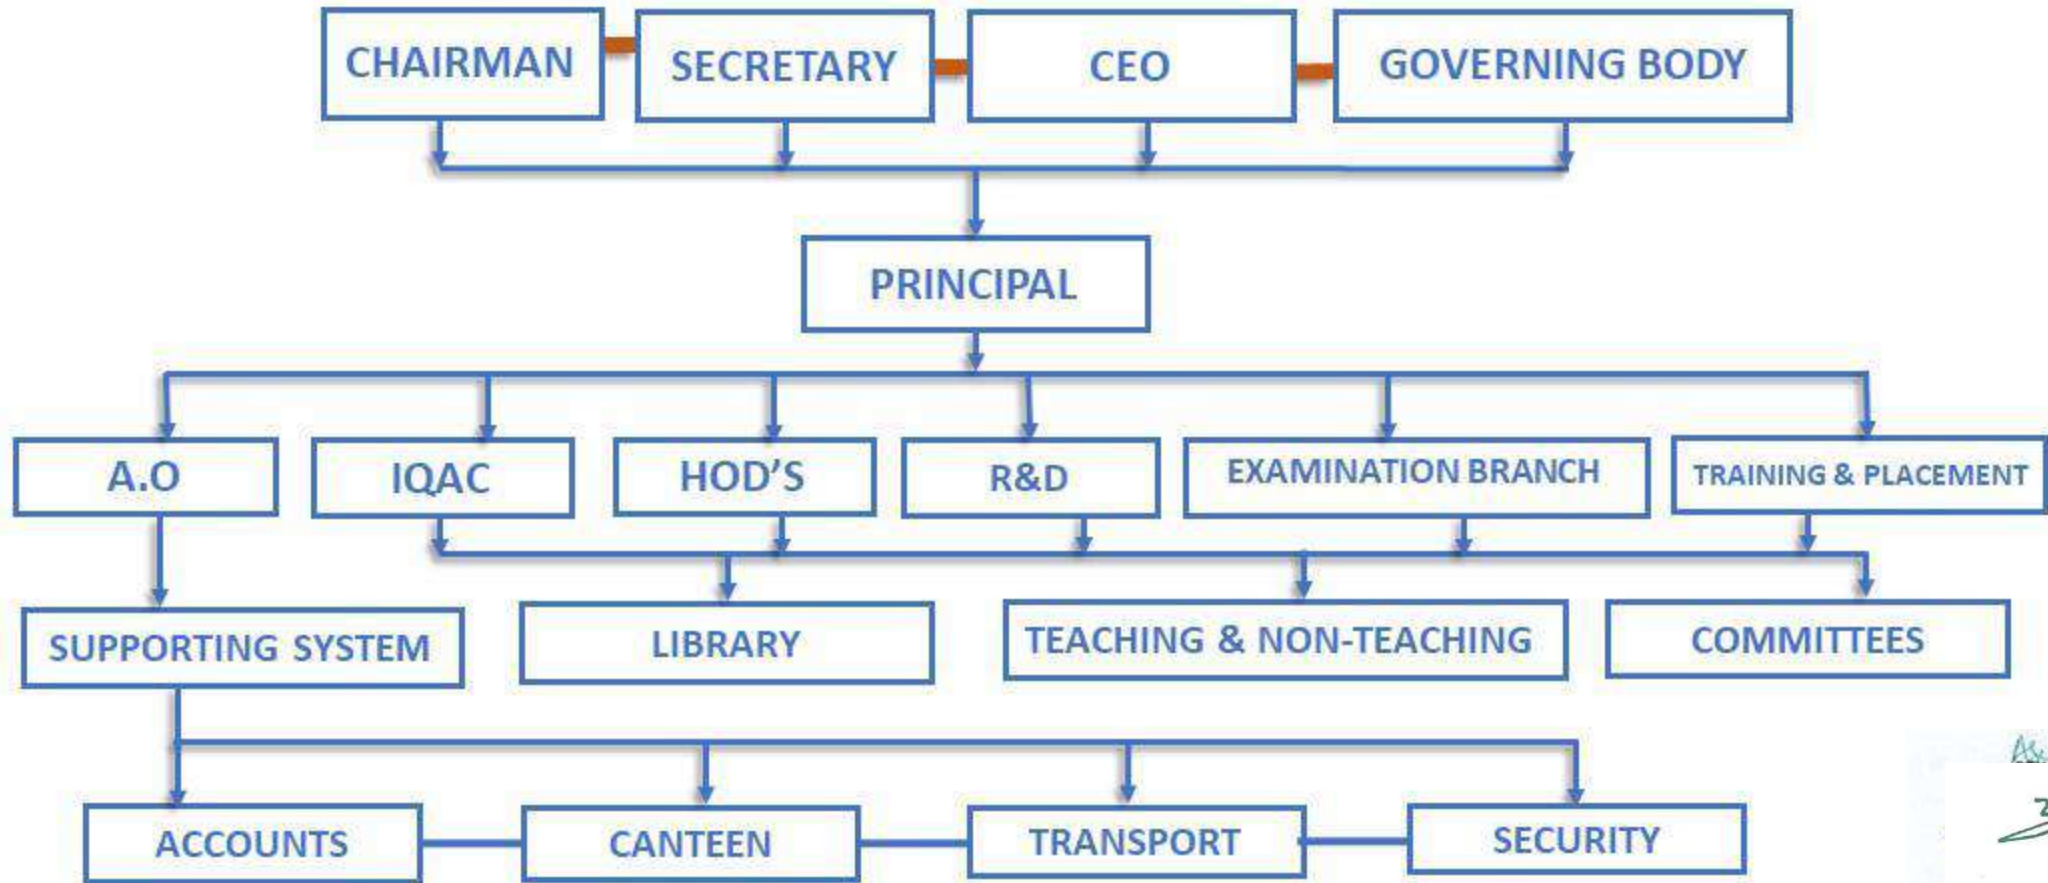 CHAIRMAN
SECRETARY
CEO
GOVERNING BODY
PRINCIPAL
A.O
IQAC
HOD'S
R&D
EXAMINATION BRANCH
TRAINING & PLACEMENT
SUPPORTING SYSTEM
LIBRARY
TEACHING & NON-TEACHING
COMMITTEES
ACCOUNTS
CANTEEN
TRANSPORT
SECURITY